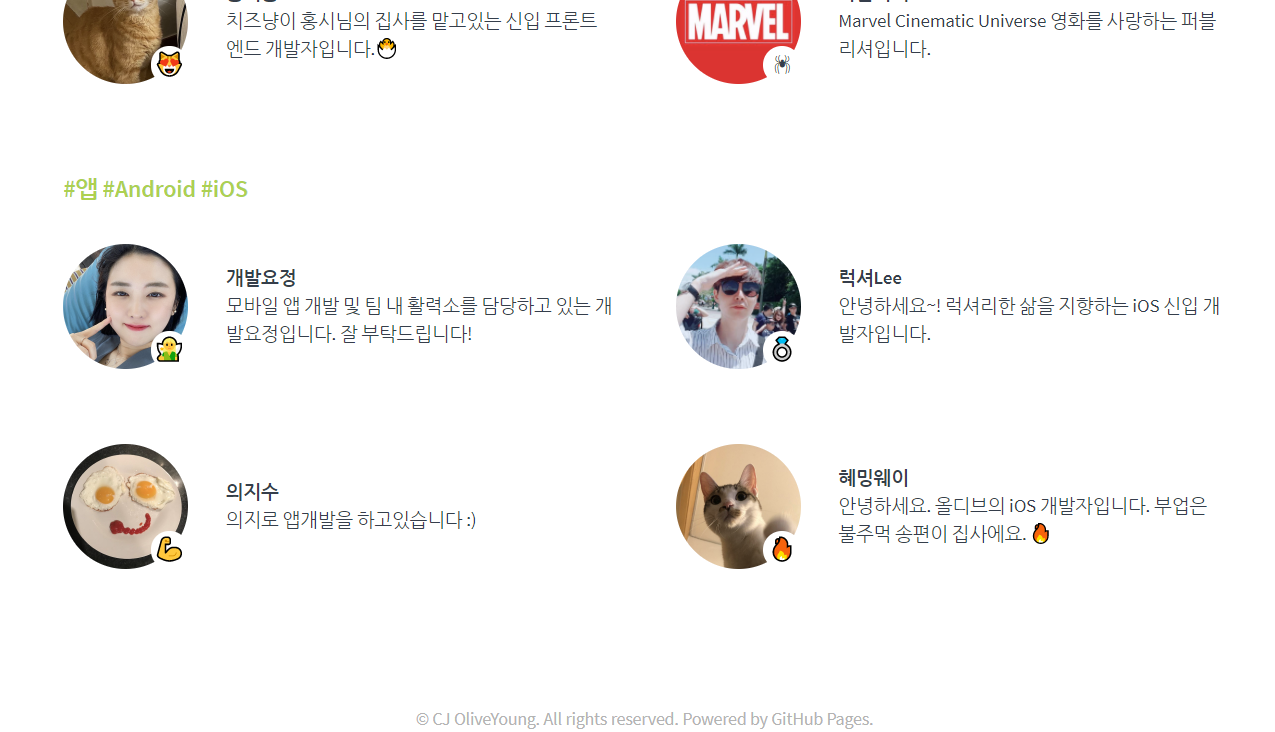 치즈냥이 홍시님의 집사를 맡고있는 신입 프론트
엔드 개발자입니다.🐣
MARVEL
Marvel Cinematic Universe 영화를 사랑하는 퍼블
리셔입니다.
#앱 #Android #iOS
개발요정
모바일 앱 개발 및 팀 내 활력소를 담당하고 있는 개
발요정입니다. 잘 부탁드립니다!
럭셔Lee
안녕하세요~! 럭셔리한 삶을 지향하는 iOS 신입 개
발자입니다.
의지수
의지로 앱개발을 하고있습니다 :)
헤밍웨이
안녕하세요. 올디브의 iOS 개발자입니다. 부업은
불주먹 송편이 집사에요. 🔥
© CJ OliveYoung. All rights reserved. Powered by GitHub Pages.